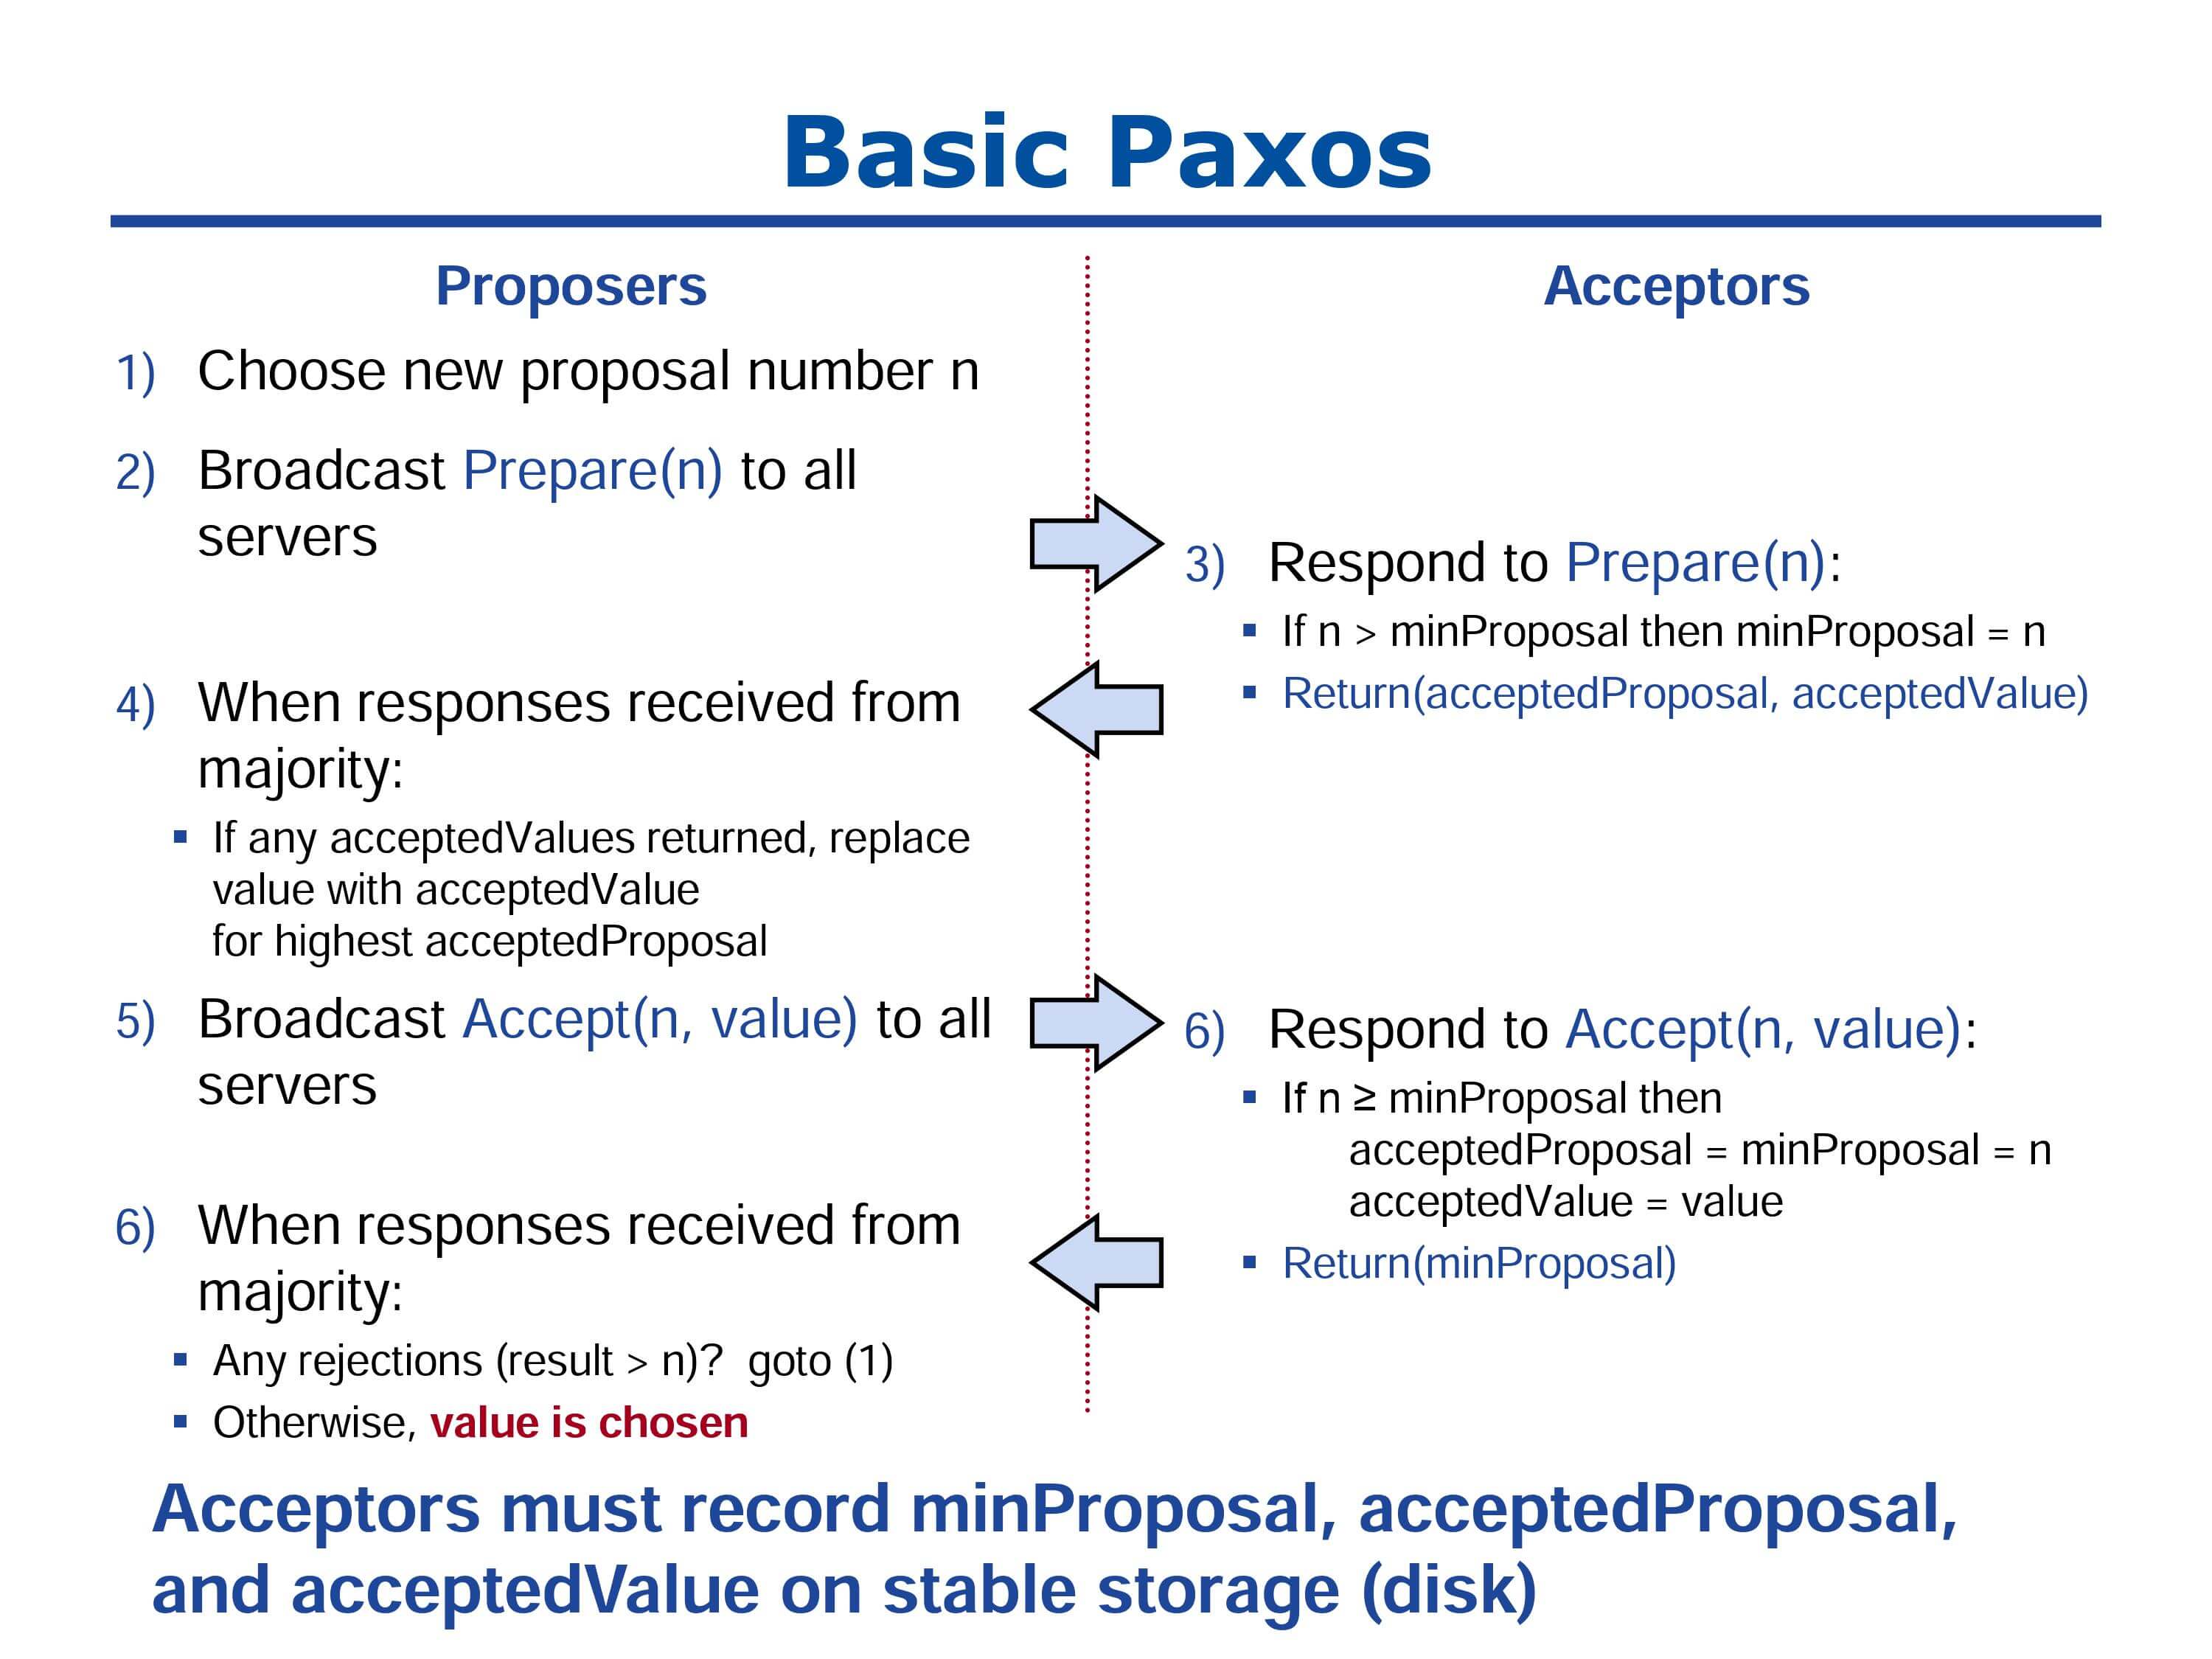 Basic Paxos
Proposers
Acceptors
1) Choose new proposal number n
2) Broadcast Prepare(n) to all
servers
3) Respond to Prepare(n):
▪ If n > minProposal then minProposal = n
▪ Return(acceptedProposal, acceptedValue)
4) When responses received from
majority:
▪ If any acceptedValues returned, replace
value with acceptedValue
for highest acceptedProposal
5) Broadcast Accept(n, value) to all
servers
6) Respond to Accept(n, value):
▪ If n ≥ minProposal then
acceptedProposal = minProposal = n
acceptedValue = value
▪ Return(minProposal)
6) When responses received from
majority:
▪ Any rejections (result > n)? goto (1)
▪ Otherwise, value is chosen
Acceptors must record minProposal, acceptedProposal,
and acceptedValue on stable storage (disk)